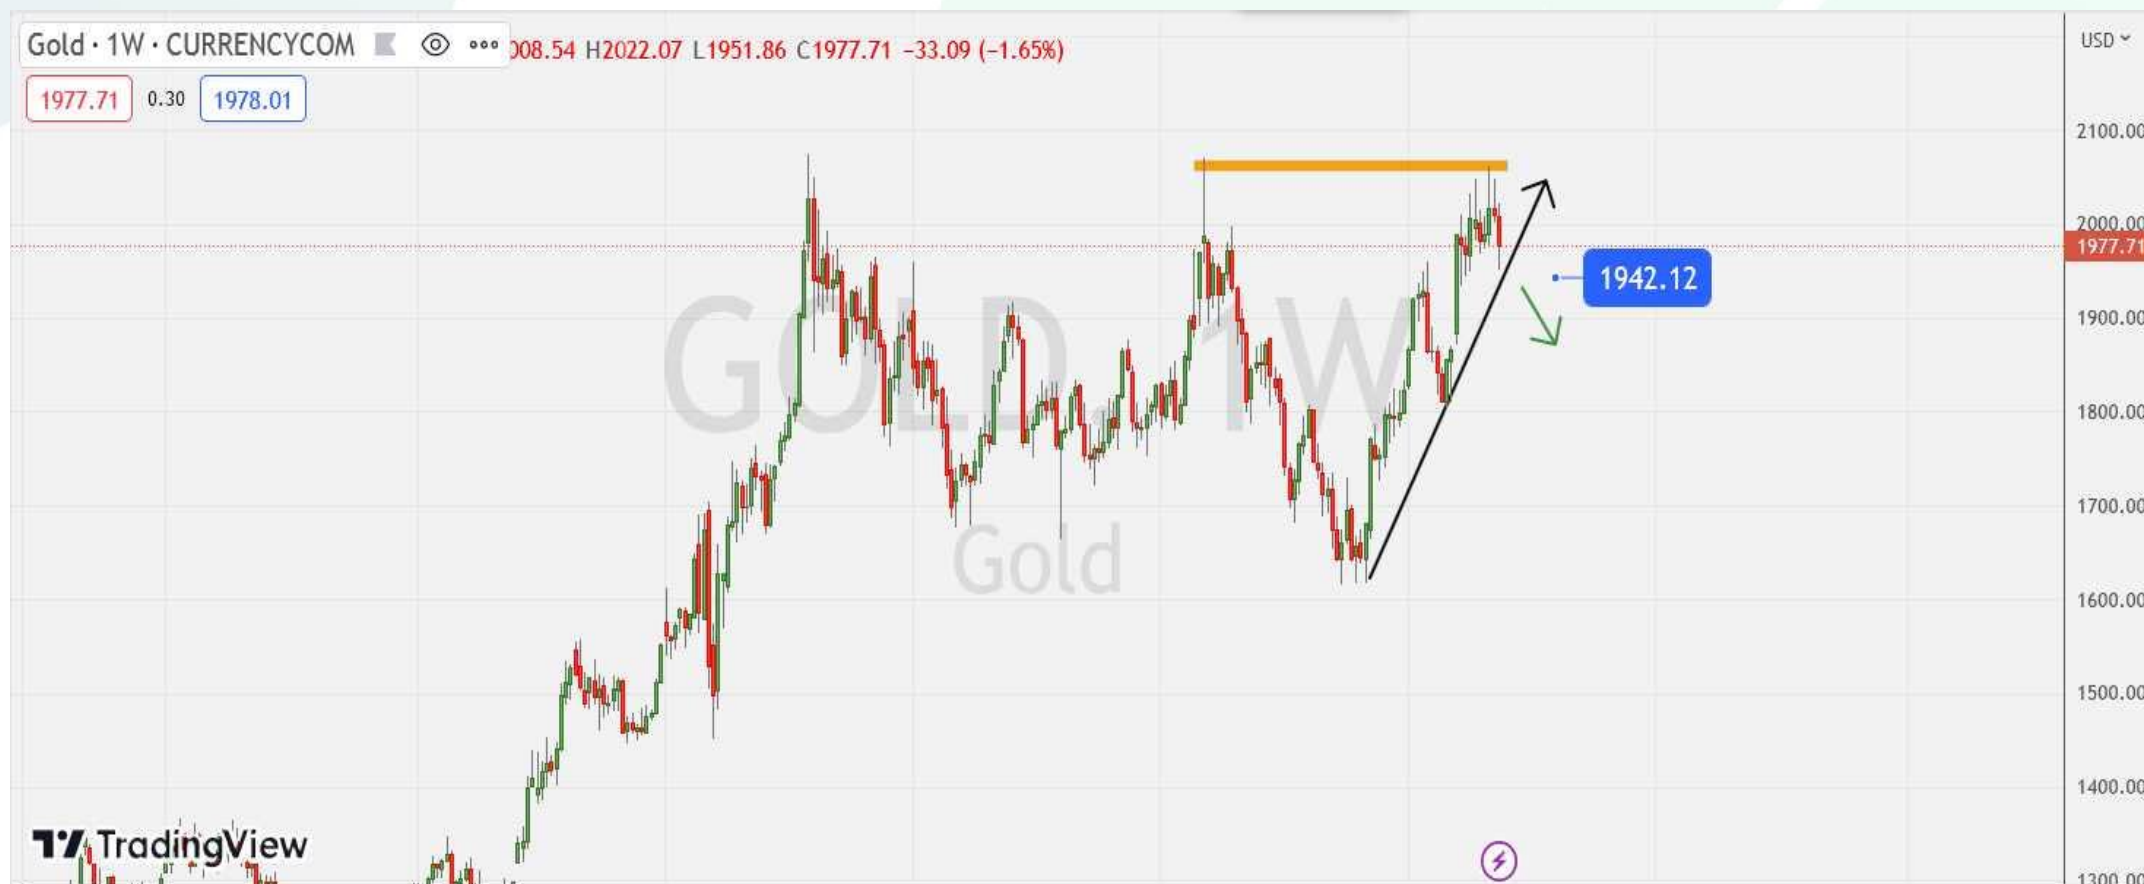 Gold · 1W · CURRENCYCOM 008.54 H2022.07 L1951.86 C1977.71 −33.09 (−1.65%)
USD
1977.71 0.30 1978.01
2100.00
2000.00
1977.71
1942.12
1900.00
GOLD, 1W
1800.00
1700.00
Gold
1600.00
1500.00
1400.00
TradingView
1300.00